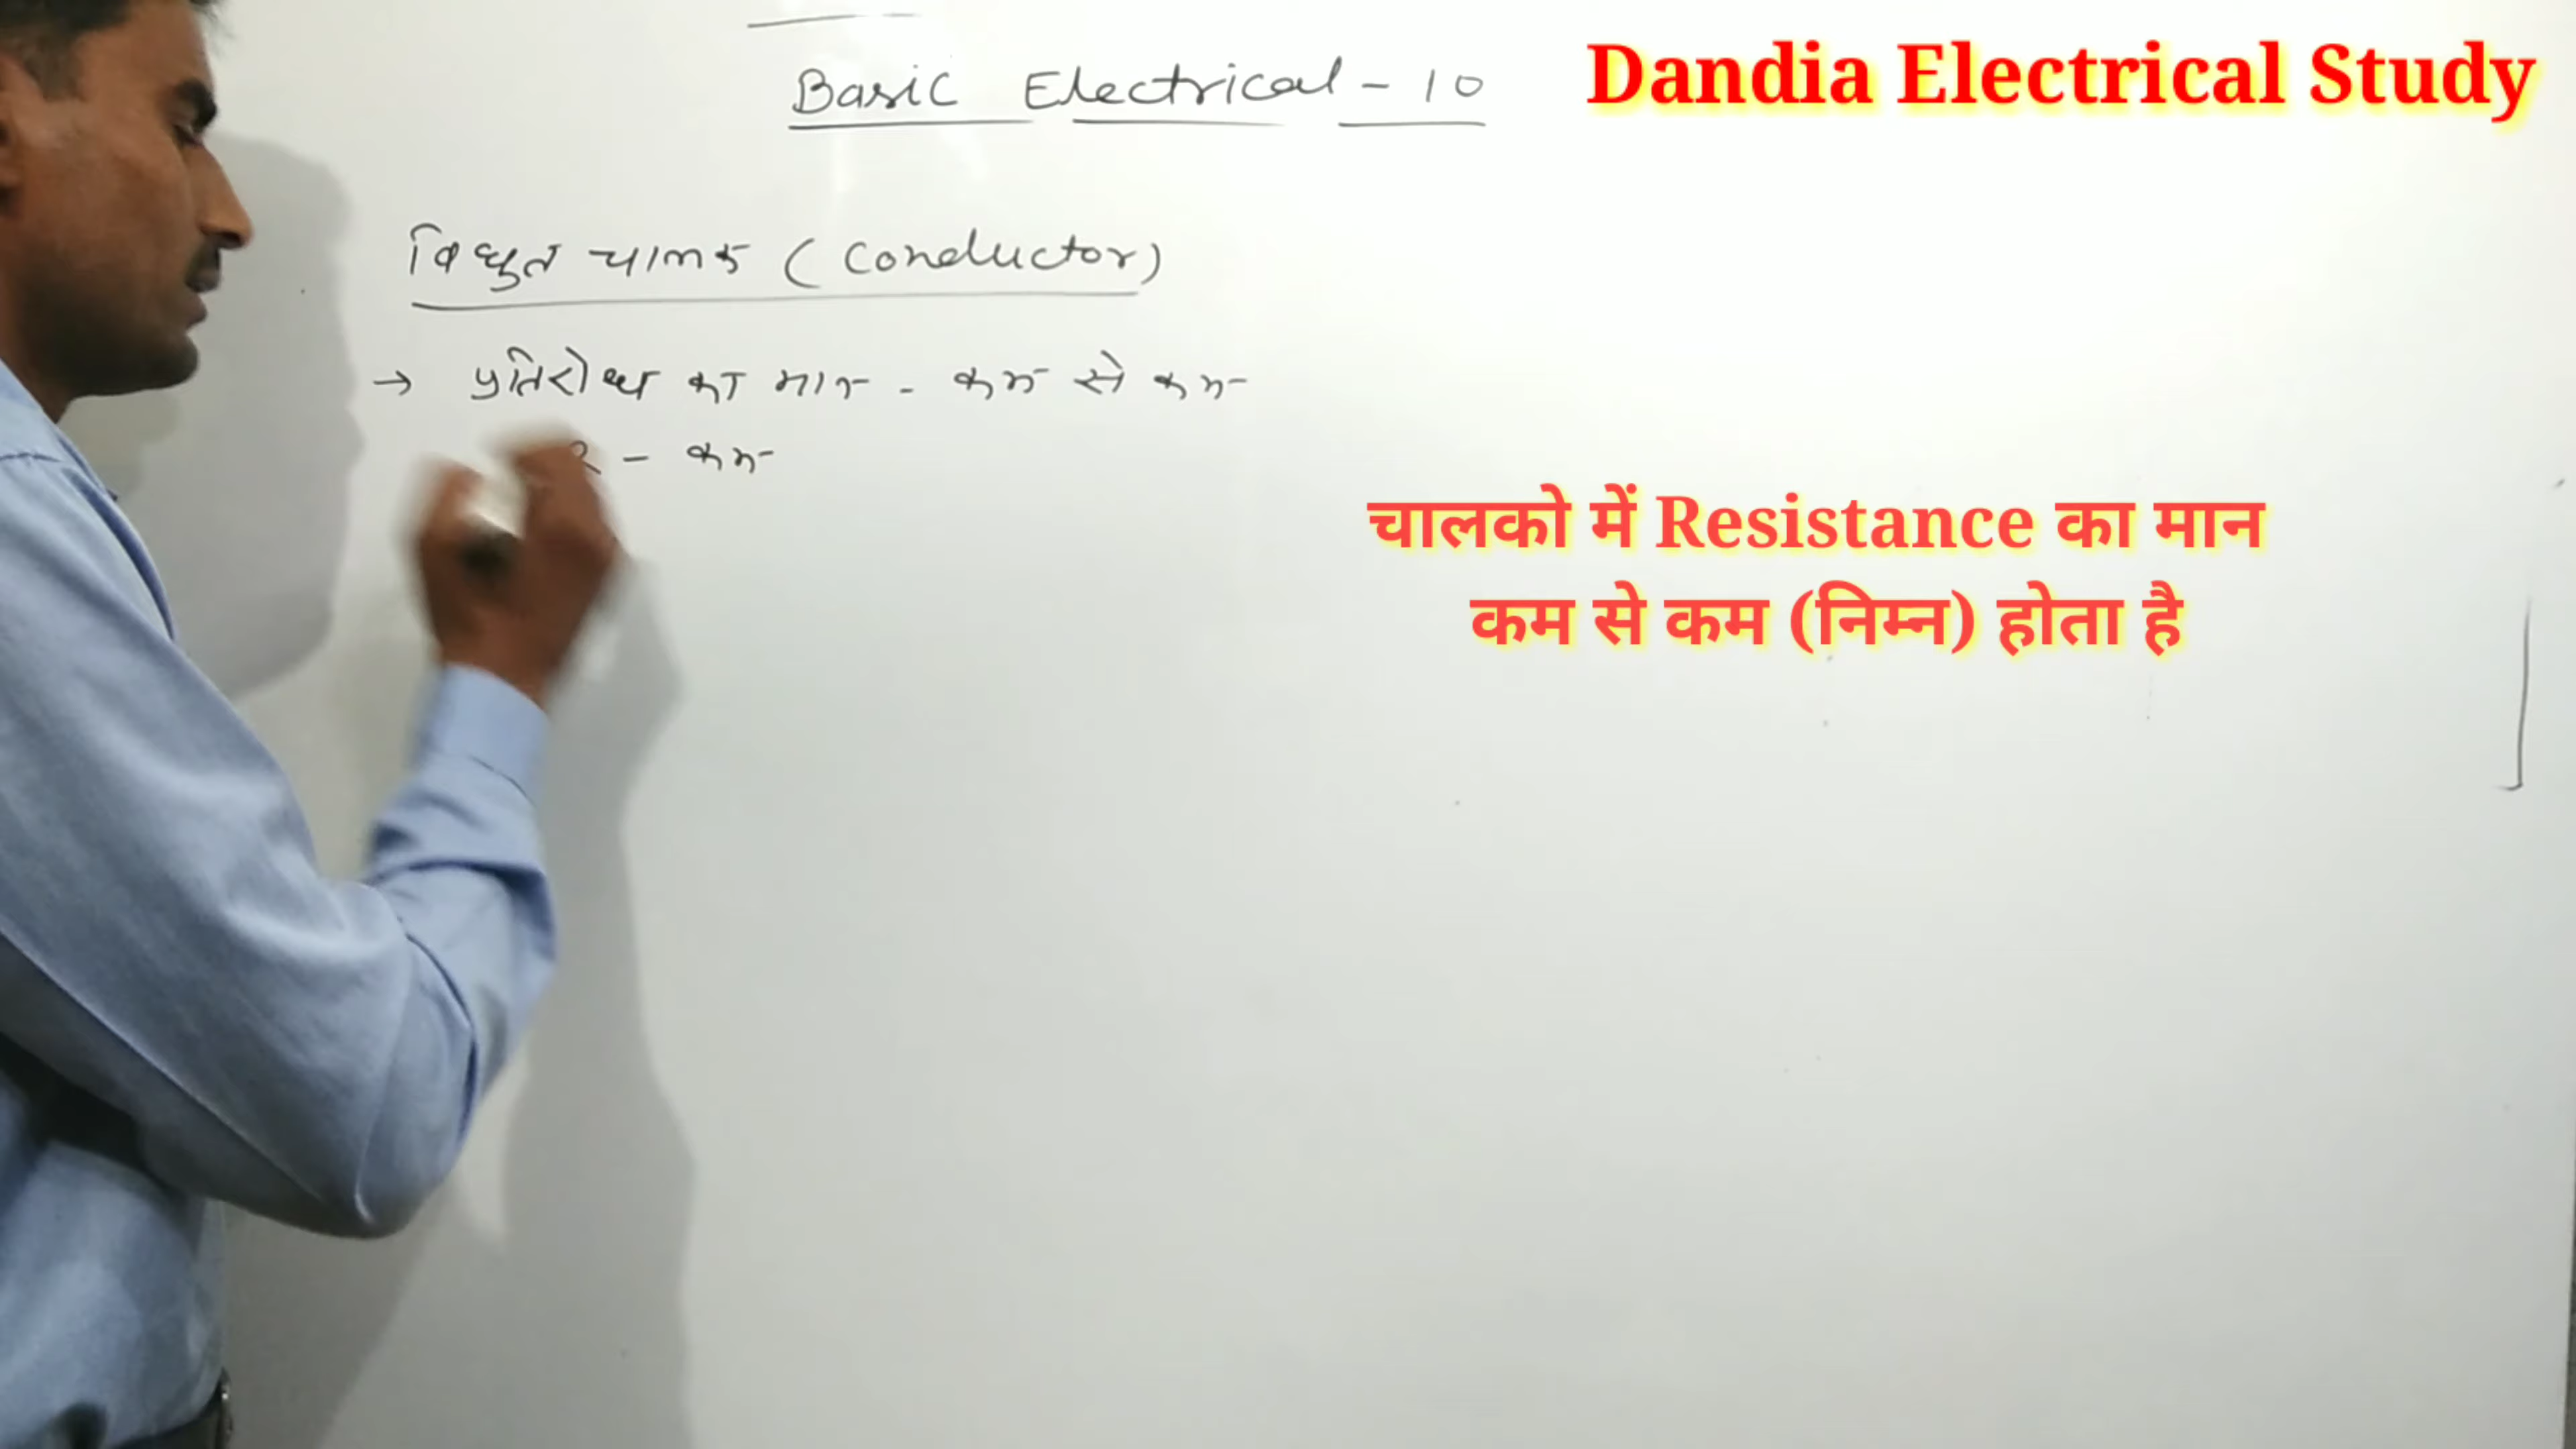 Basic Electrical - 10
Dandia Electrical Study
विधुत चालक (Conductor)
→ प्रतिरोध का मान - कम से कम
R - कम
चालको में Resistance का मान
कम से कम (निम्न) होता है